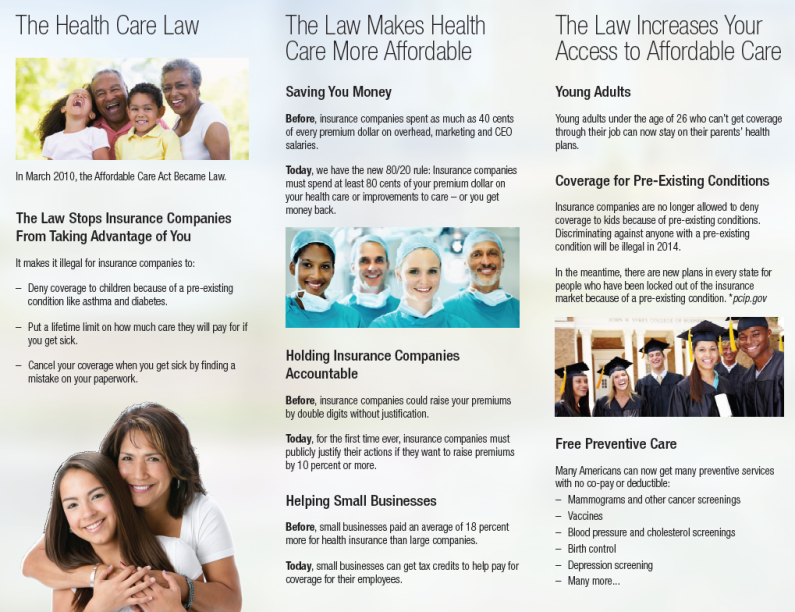 The Health Care Law
In March 2010, the Affordable Care Act Became Law.
The Law Stops Insurance Companies
From Taking Advantage of You
It makes it illegal for insurance companies to:
– Deny coverage to children because of a pre-existing
condition like asthma and diabetes.
– Put a lifetime limit on how much care they will pay for if
you get sick.
– Cancel your coverage when you get sick by finding a
mistake on your paperwork.
The Law Makes Health
Care More Affordable
Saving You Money
Before, insurance companies spent as much as 40 cents
of every premium dollar on overhead, marketing and CEO
salaries.
Today, we have the new 80/20 rule: Insurance companies
must spend at least 80 cents of your premium dollar on
your health care or improvements to care – or you get
money back.
Holding Insurance Companies
Accountable
Before, insurance companies could raise your premiums
by double digits without justification.
Today, for the first time ever, insurance companies must
publicly justify their actions if they want to raise premiums
by 10 percent or more.
Helping Small Businesses
Before, small businesses paid an average of 18 percent
more for health insurance than large companies.
Today, small businesses can get tax credits to help pay for
coverage for their employees.
The Law Increases Your
Access to Affordable Care
Young Adults
Young adults under the age of 26 who can't get coverage
through their job can now stay on their parents' health
plans.
Coverage for Pre-Existing Conditions
Insurance companies are no longer allowed to deny
coverage to kids because of pre-existing conditions.
Discriminating against anyone with a pre-existing
condition will be illegal in 2014.
In the meantime, there are new plans in every state for
people who have been locked out of the insurance
market because of a pre-existing condition. *pcip.gov
Free Preventive Care
Many Americans can now get many preventive services
with no co-pay or deductible:
– Mammograms and other cancer screenings
– Vaccines
– Blood pressure and cholesterol screenings
– Birth control
– Depression screening
– Many more...